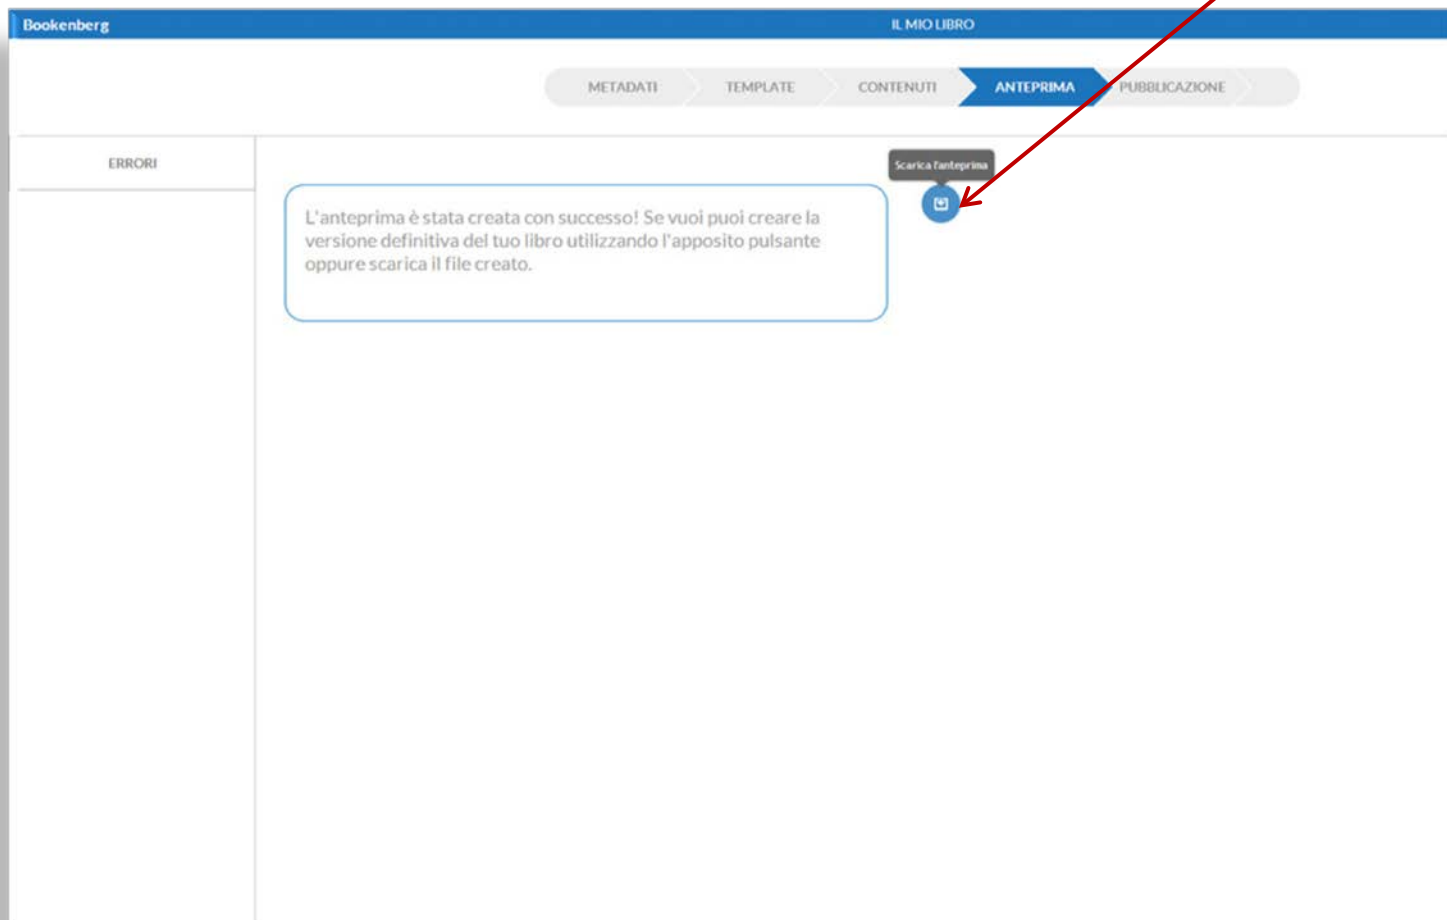 Bookenberg
IL MIO LIBRO
METADATI
TEMPLATE
CONTENUTI
ANTEPRIMA
PUBBLICAZIONE
ERRORI
Scarica l'anteprima
L'anteprima è stata creata con successo! Se vuoi puoi creare la
versione definitiva del tuo libro utilizzando l'apposito pulsante
oppure scarica il file creato.